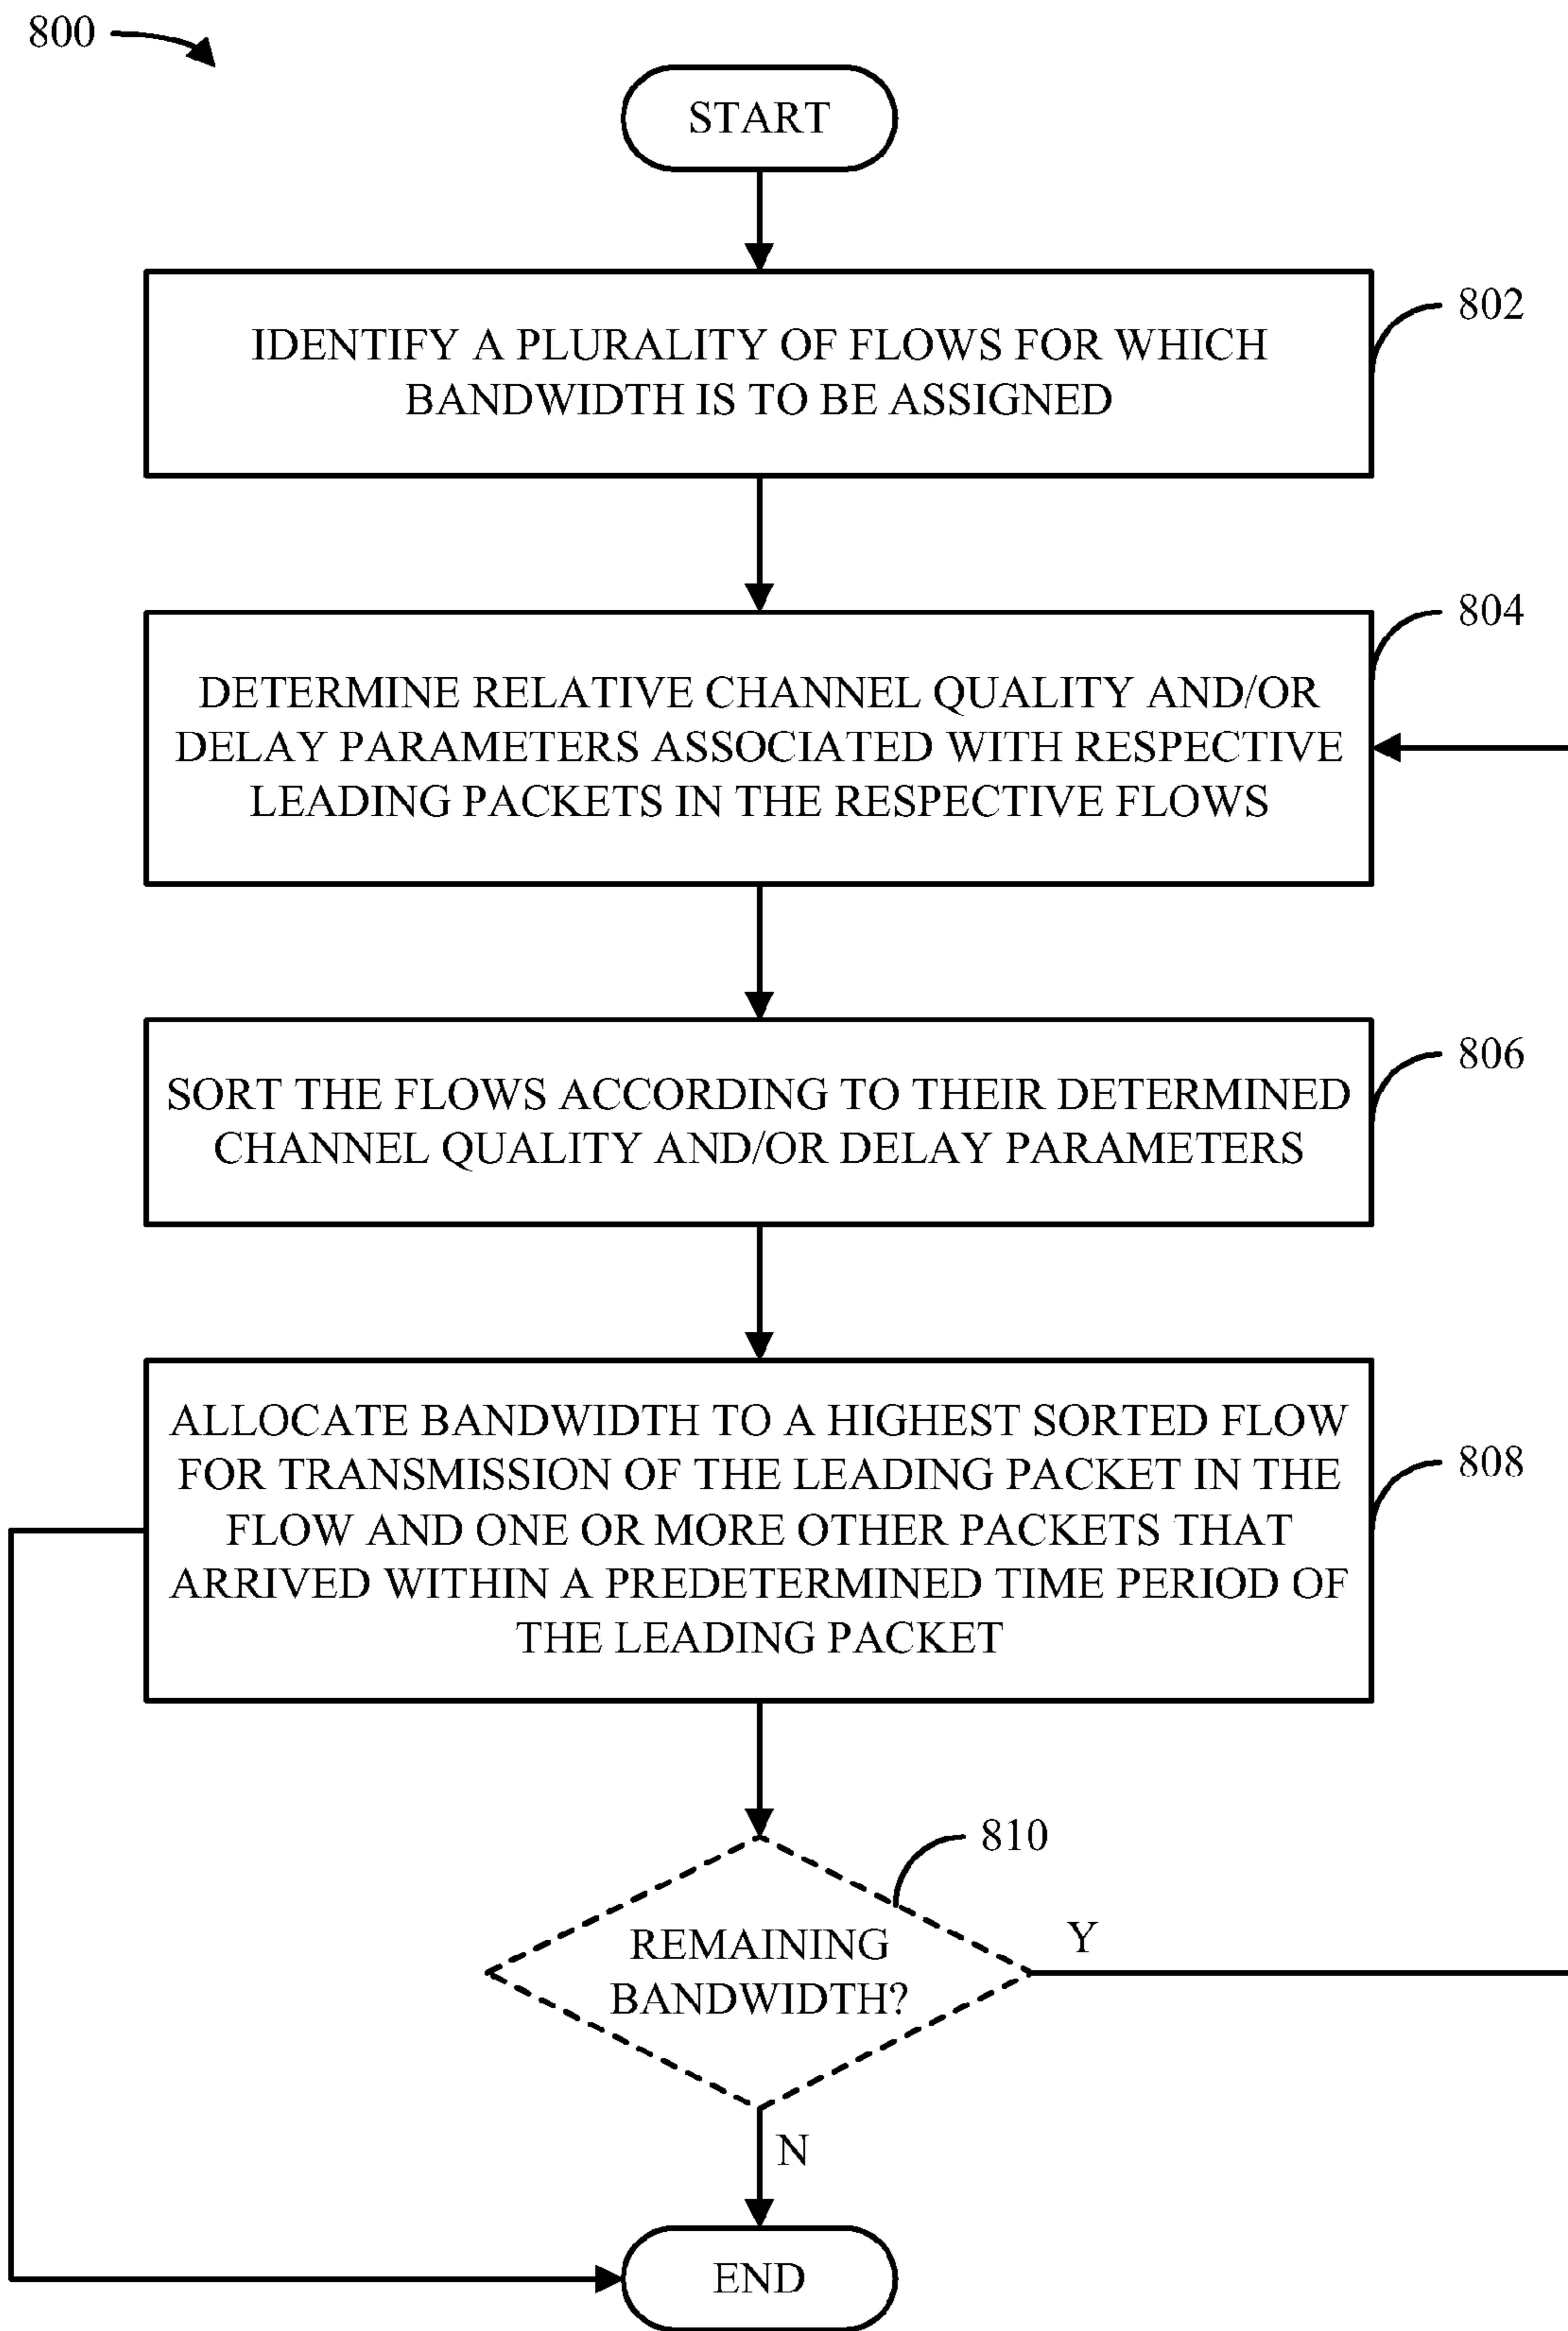 800
START
802
IDENTIFY A PLURALITY OF FLOWS FOR WHICH
BANDWIDTH IS TO BE ASSIGNED
804
DETERMINE RELATIVE CHANNEL QUALITY AND/OR
DELAY PARAMETERS ASSOCIATED WITH RESPECTIVE
LEADING PACKETS IN THE RESPECTIVE FLOWS
806
SORT THE FLOWS ACCORDING TO THEIR DETERMINED
CHANNEL QUALITY AND/OR DELAY PARAMETERS
808
ALLOCATE BANDWIDTH TO A HIGHEST SORTED FLOW
FOR TRANSMISSION OF THE LEADING PACKET IN THE
FLOW AND ONE OR MORE OTHER PACKETS THAT
ARRIVED WITHIN A PREDETERMINED TIME PERIOD OF
THE LEADING PACKET
810
REMAINING
BANDWIDTH?
Y
N
END